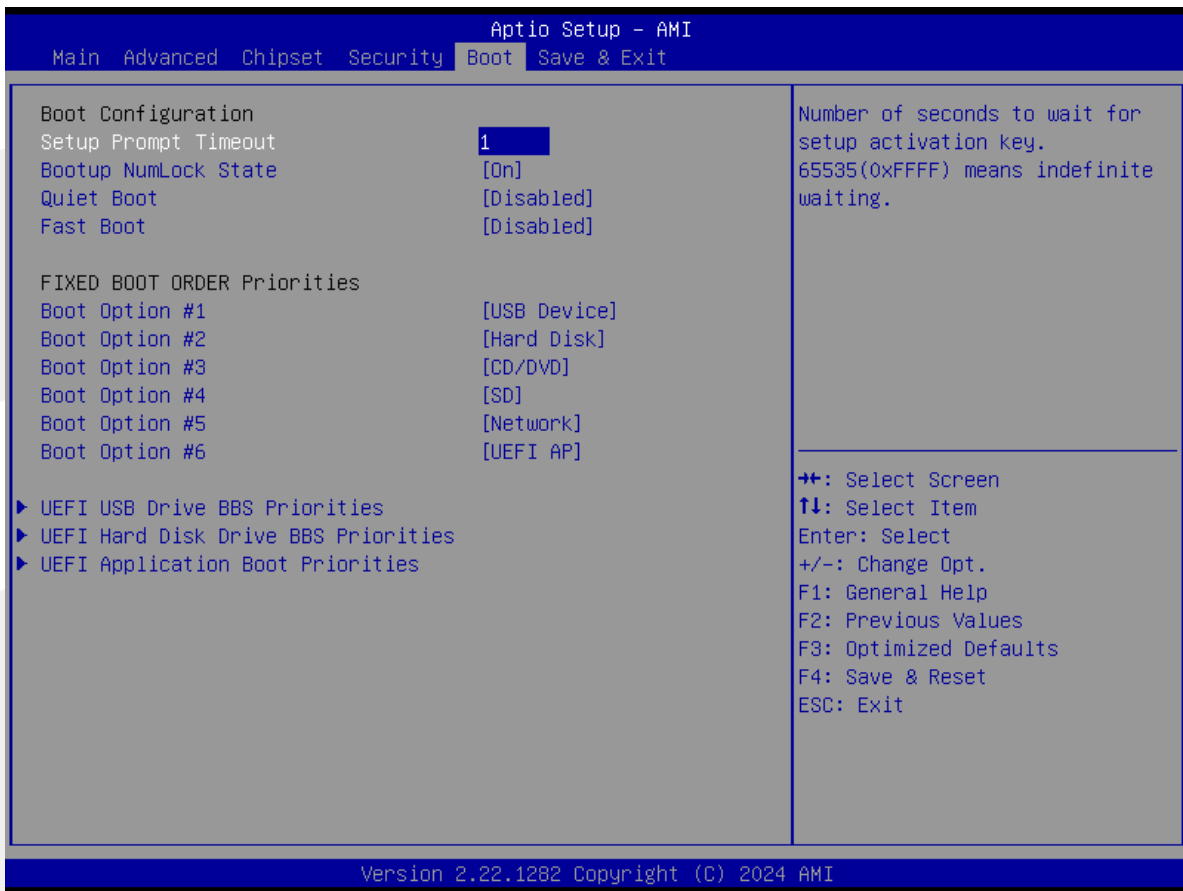 Aptio Setup - AMI
Main Advanced Chipset Security Boot Save & Exit
Boot Configuration
Setup Prompt Timeout 1
Bootup NumLock State [On]
Quiet Boot [Disabled]
Fast Boot [Disabled]
FIXED BOOT ORDER Priorities
Boot Option #1 [USB Device]
Boot Option #2 [Hard Disk]
Boot Option #3 [CD/DVD]
Boot Option #4 [SD]
Boot Option #5 [Network]
Boot Option #6 [UEFI AP]
▶ UEFI USB Drive BBS Priorities
▶ UEFI Hard Disk Drive BBS Priorities
▶ UEFI Application Boot Priorities
Number of seconds to wait for
setup activation key.
65535(0xFFFF) means indefinite
waiting.
→←: Select Screen
↑↓: Select Item
Enter: Select
+/-: Change Opt.
F1: General Help
F2: Previous Values
F3: Optimized Defaults
F4: Save & Reset
ESC: Exit
Version 2.22.1282 Copyright (C) 2024 AMI